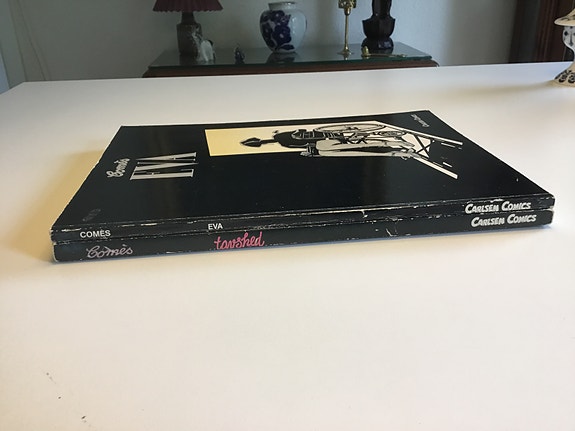 Comès
EVA
COMÈS EVA CARLSEN COMICS
Comès tavshed CARLSEN COMICS